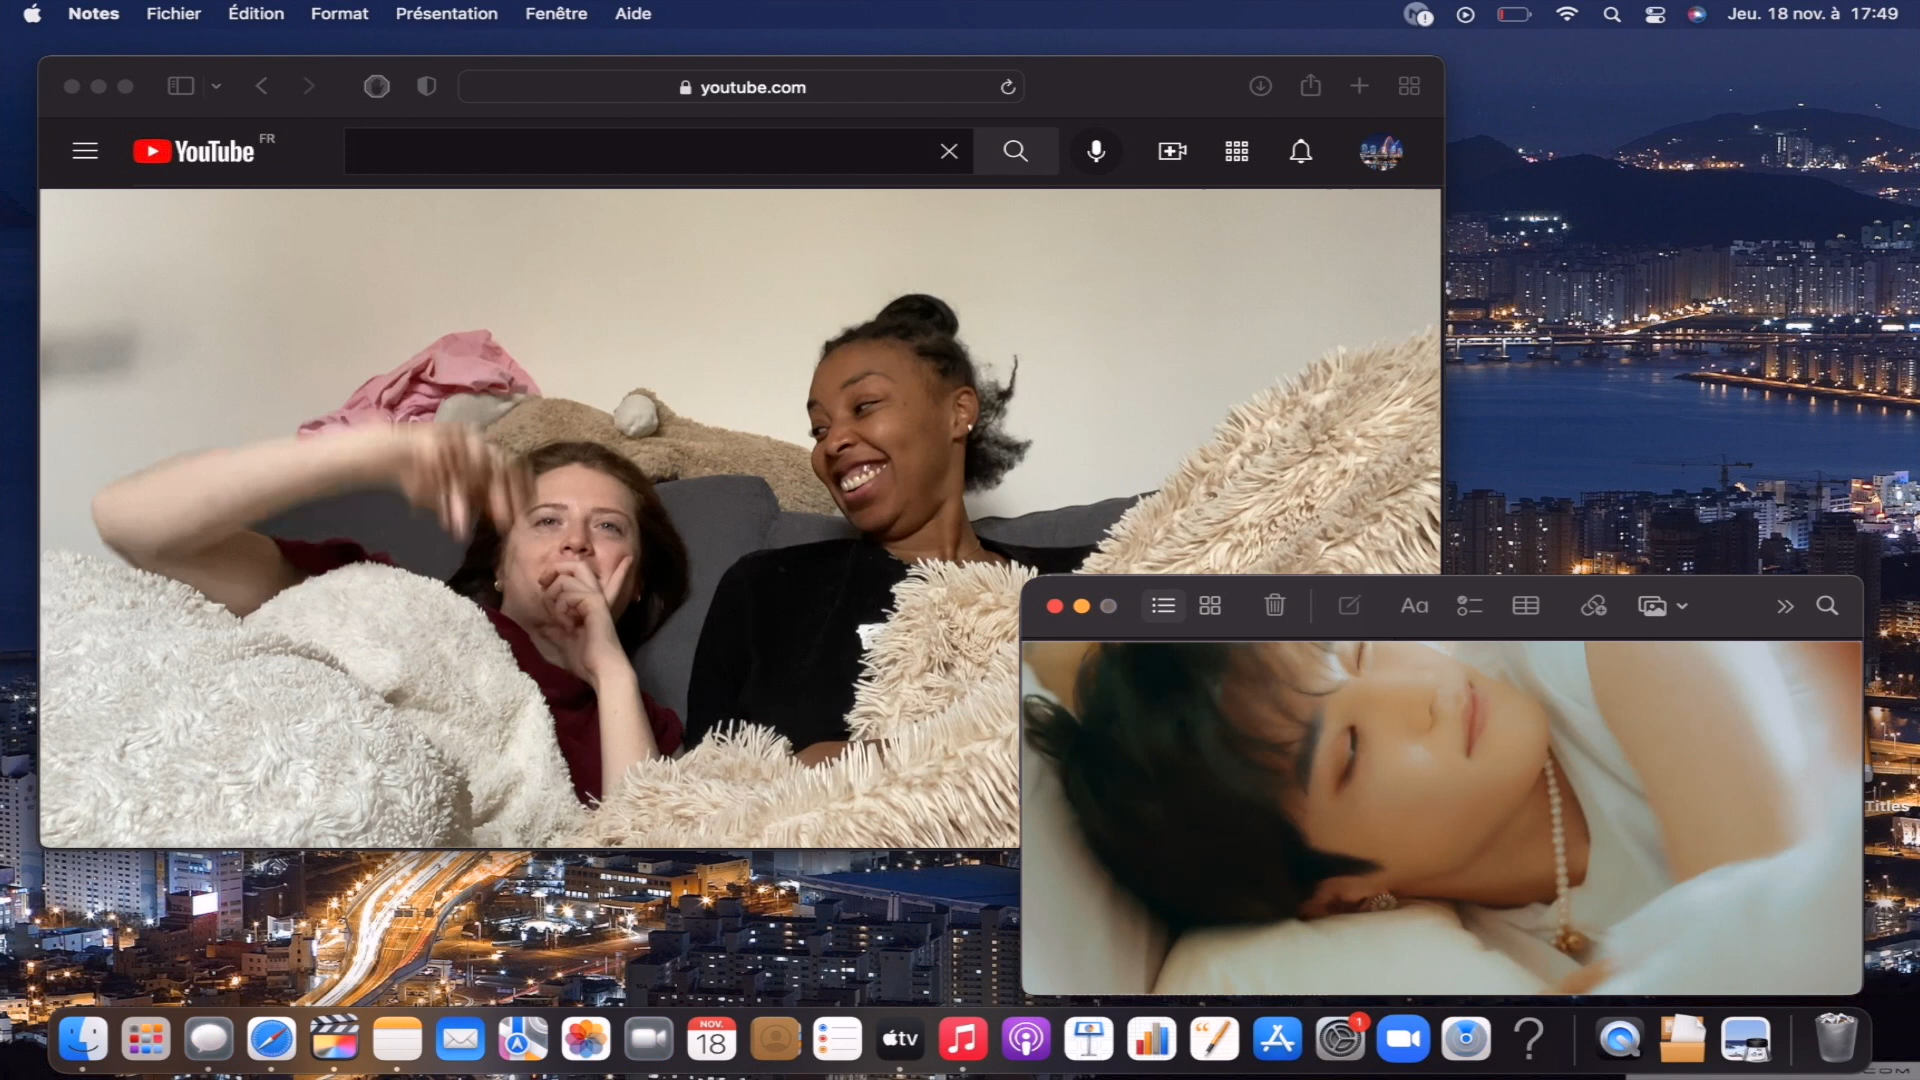 Notes Fichier Édition Format Présentation Fenêtre Aide
Jeu. 18 nov. à 17:49
youtube.com
YouTube FR
Aa
Titles
NOV.
18
tv
1